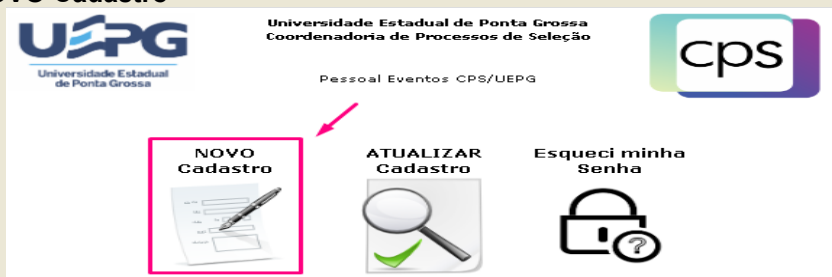 Universidade Estadual de Ponta Grossa
Coordenadoria de Processos de Seleção
UEPG
Universidade Estadual
de Ponta Grossa
cps
Pessoal Eventos CPS/UEPG
NOVO
Cadastro
ATUALIZAR
Cadastro
Esqueci minha
Senha
?